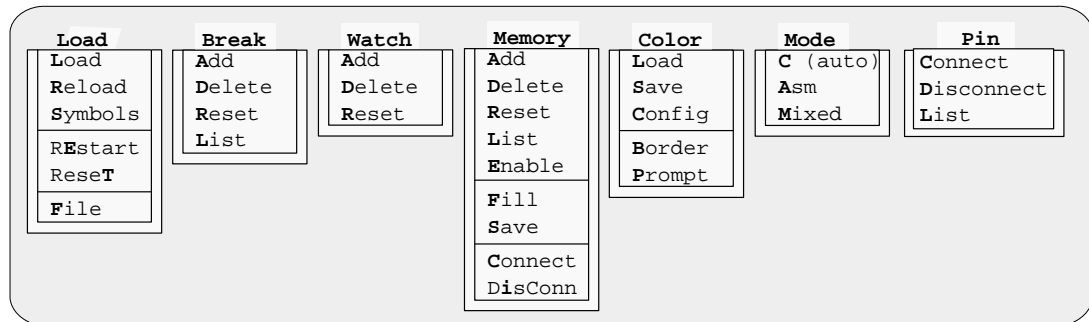 Load
Load
Reload
Symbols
REstart
ReseT
File
Break
Add
Delete
Reset
List
Watch
Add
Delete
Reset
Memory
Add
Delete
Reset
List
Enable
Fill
Save
Connect
DisConn
Color
Load
Save
Config
Border
Prompt
Mode
C (auto)
Asm
Mixed
Pin
Connect
Disconnect
List